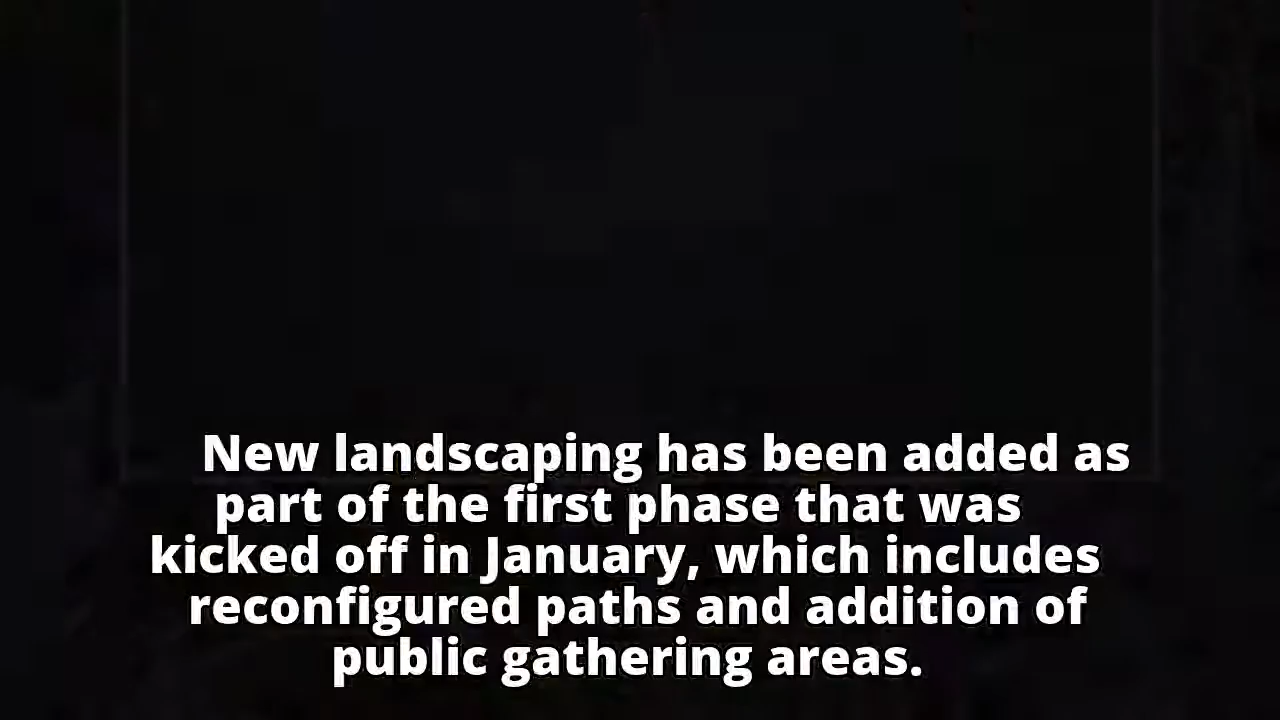 New landscaping has been added as
part of the first phase that was
kicked off in January, which includes
reconfigured paths and addition of
public gathering areas.